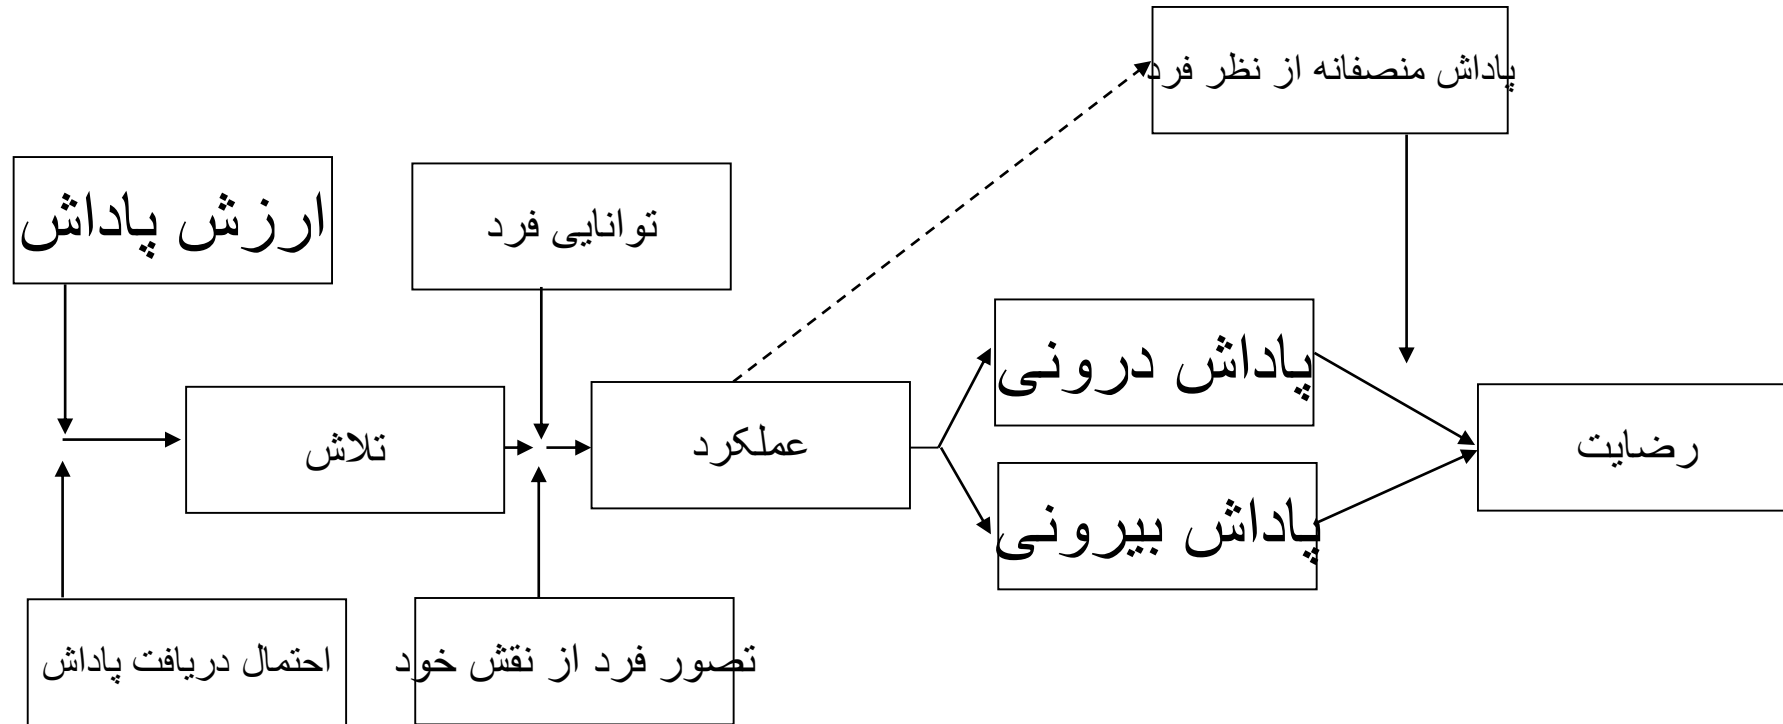 پاداش منصفانه از نظر فرد
ارزش پاداش
توانایی فرد
پاداش درونی
تلاش
عملکرد
رضایت
پاداش بیرونی
احتمال دریافت پاداش
تصور فرد از نقش خود